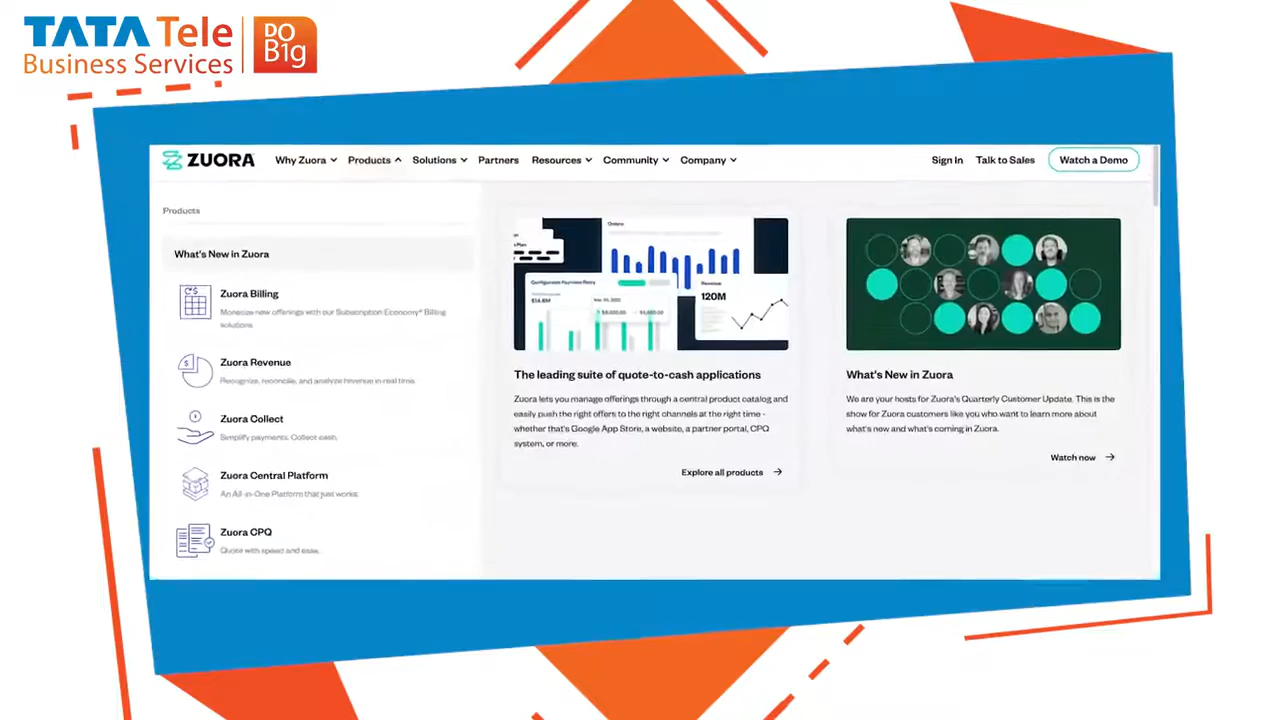 TATA Tele
Business Services
DO
B1g
ZUORA
Why Zuora
Products
Solutions
Partners
Resources
Community
Company
Sign In
Talk to Sales
Watch a Demo
Products
What's New in Zuora
Zuora Billing
Monetize new offerings with our Subscription Economy® Billing
solutions.
Zuora Revenue
Recognize, reconcile, and analyze revenue in real time.
Zuora Collect
Simplify payments. Collect cash.
Zuora Central Platform
An All-in-One Platform that just works.
Zuora CPQ
Quote with speed and ease.
Orders
Configurable Payment Retry
$14.6M
Revenue
120M
The leading suite of quote-to-cash applications
Zuora lets you manage offerings through a central product catalog and
easily push the right offers to the right channels at the right time -
whether that's Google App Store, a website, a partner portal, CPQ
system, or more.
Explore all products
What's New in Zuora
We are your hosts for Zuora's Quarterly Customer Update. This is the
show for Zuora customers like you who want to learn more about
what's new and what's coming in Zuora.
Watch now